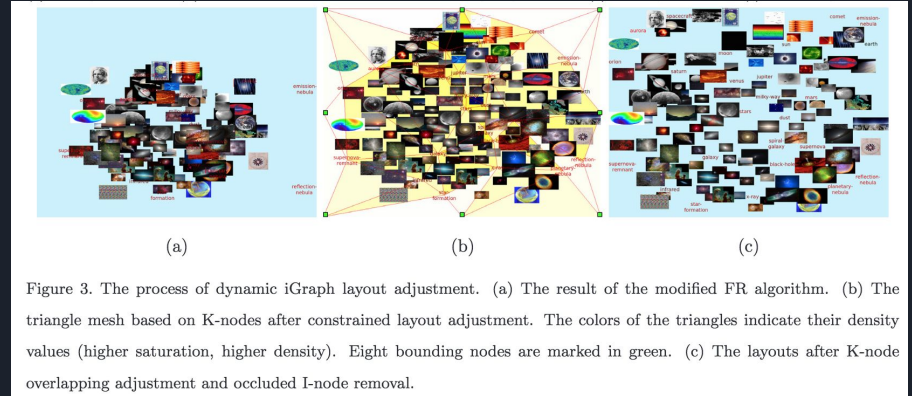 spacecraft
comet
emission-
nebula
aurora
earth
sun
moon
orion
saturn
jupiter
venus
milky-way
mars
stars
dust
spiral-
galaxy
supernova
galaxy
black-hole
supernova-
remnant
reflection-
nebula
infrared
x-ray
planetary-
nebula
star-
formation
comet
emission-
nebula
jupiter
supernova-
remnant
reflection-
nebula
planetary-
nebula
star-
formation
emission-
nebula
reflection-
nebula
formation
(a)
(b)
(c)
Figure 3. The process of dynamic iGraph layout adjustment. (a) The result of the modified FR algorithm. (b) The
triangle mesh based on K-nodes after constrained layout adjustment. The colors of the triangles indicate their density
values (higher saturation, higher density). Eight bounding nodes are marked in green. (c) The layouts after K-node
overlapping adjustment and occluded I-node removal.